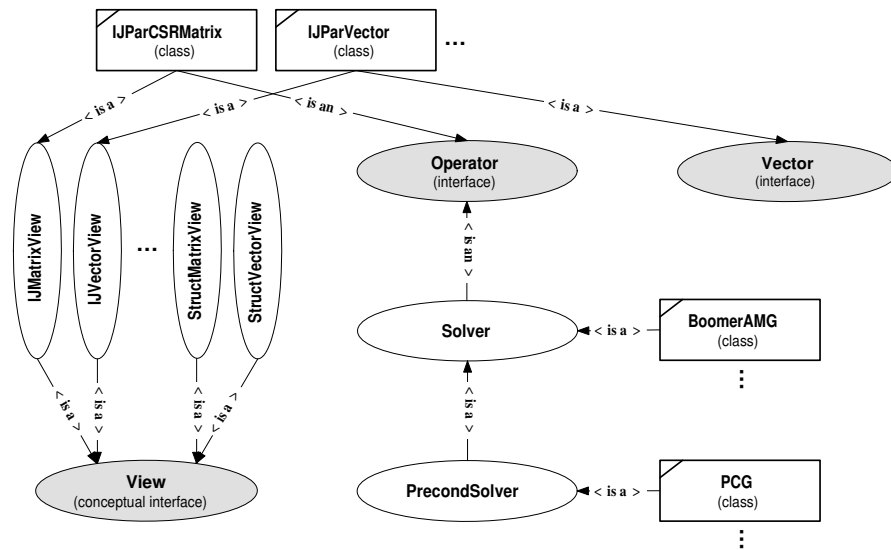 IJParCSRMatrix
(class)
IJParVector
(class)
...
< is a >
< is a >
< is an >
< is a >
Operator
(interface)
Vector
(interface)
IJMatrixView
IJVectorView
...
StructMatrixView
StructVectorView
< is an >
Solver
< is a >
BoomerAMG
(class)
...
< is a >
< is a >
< is a >
< is a >
< is a >
View
(conceptual interface)
PrecondSolver
< is a >
PCG
(class)
...